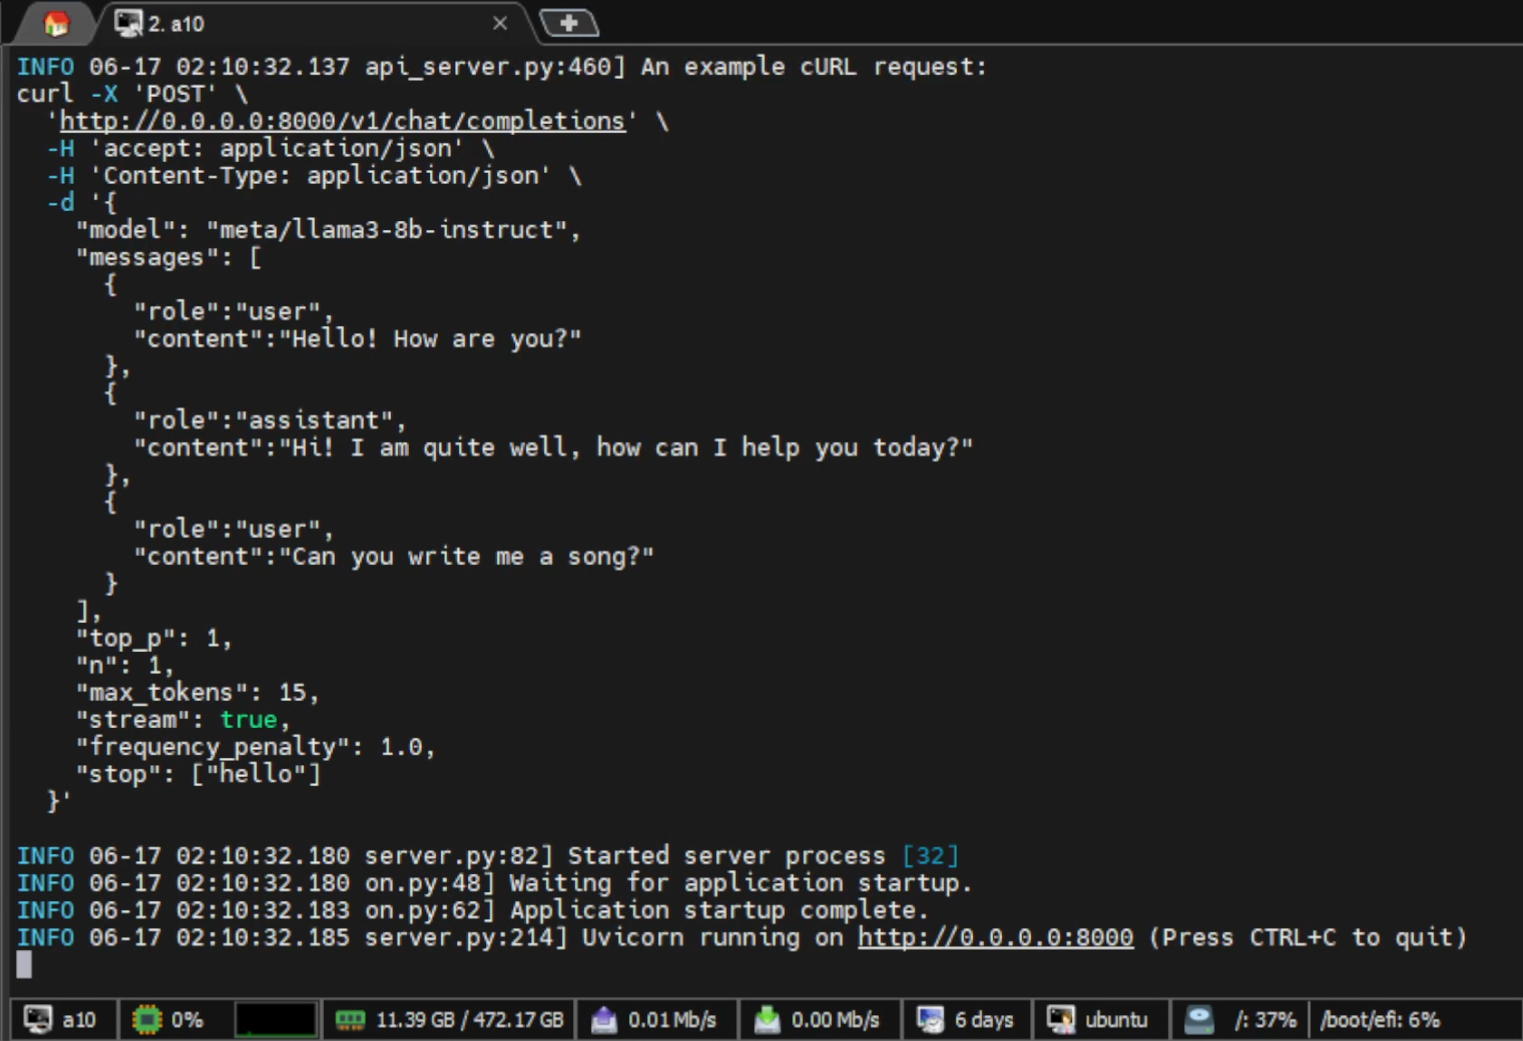 2. a10
INFO 06-17 02:10:32.137 api_server.py:460] An example cURL request:
curl -X 'POST' \
  'http://0.0.0.0:8000/v1/chat/completions' \
  -H 'accept: application/json' \
  -H 'Content-Type: application/json' \
  -d '{
    "model": "meta/llama3-8b-instruct",
    "messages": [
      {
        "role":"user",
        "content":"Hello! How are you?"
      },
      {
        "role":"assistant",
        "content":"Hi! I am quite well, how can I help you today?"
      },
      {
        "role":"user",
        "content":"Can you write me a song?"
      }
    ],
    "top_p": 1,
    "n": 1,
    "max_tokens": 15,
    "stream": true,
    "frequency_penalty": 1.0,
    "stop": ["hello"]
  }'
INFO 06-17 02:10:32.180 server.py:82] Started server process [32]
INFO 06-17 02:10:32.180 on.py:48] Waiting for application startup.
INFO 06-17 02:10:32.183 on.py:62] Application startup complete.
INFO 06-17 02:10:32.185 server.py:214] Uvicorn running on http://0.0.0.0:8000 (Press CTRL+C to quit)
a10 0% 11.39 GB / 472.17 GB 0.01 Mb/s 0.00 Mb/s 6 days ubuntu /: 37% /boot/efi: 6%